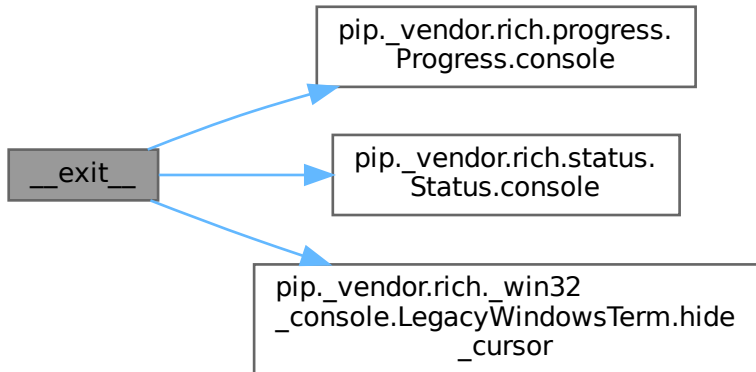 pip._vendor.rich.progress.
Progress.console
__exit__
pip._vendor.rich.status.
Status.console
pip._vendor.rich._win32
_console.LegacyWindowsTerm.hide
_cursor